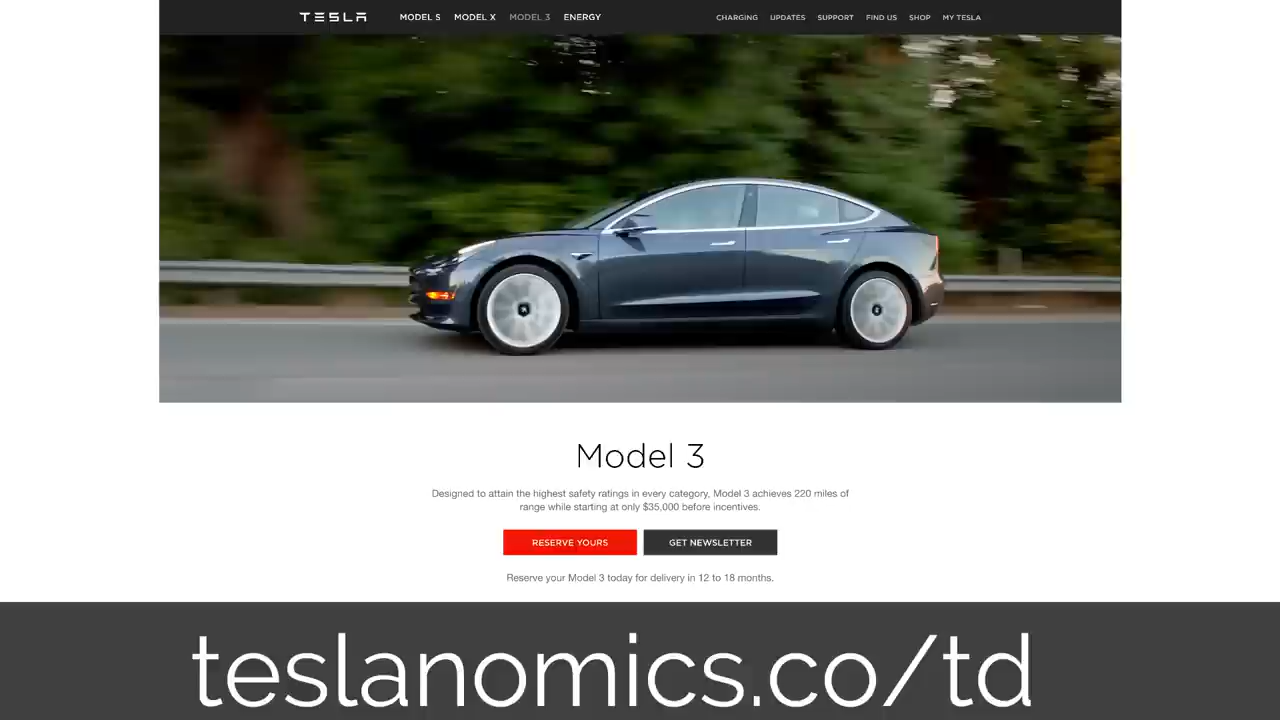 TESLA MODEL S MODEL X MODEL 3 ENERGY CHARGING UPDATES SUPPORT FIND US SHOP MY TESLA
Model 3
Designed to attain the highest safety ratings in every category, Model 3 achieves 220 miles of
range while starting at only $35,000 before incentives.
RESERVE YOURS GET NEWSLETTER
Reserve your Model 3 today for delivery in 12 to 18 months.
teslanomics.co/td